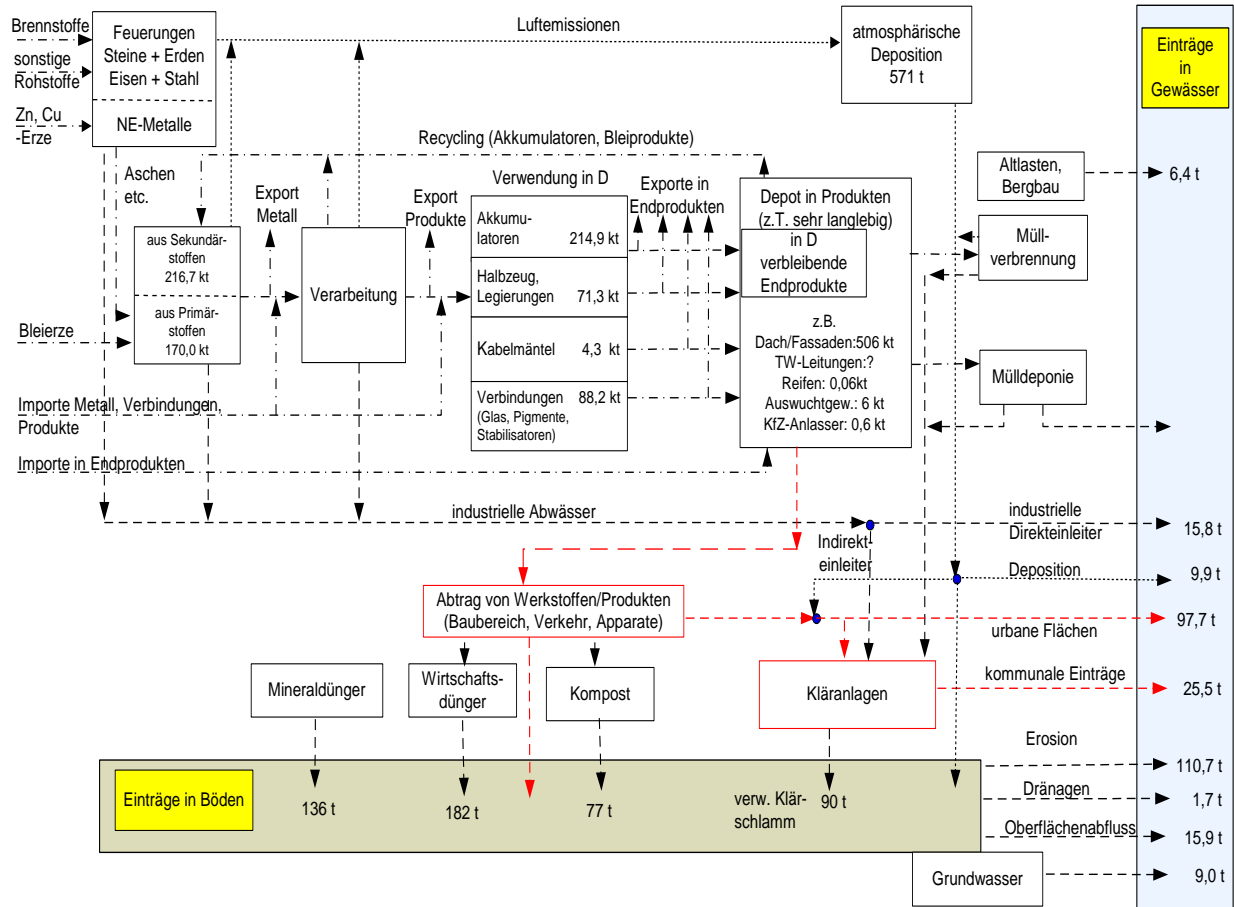 Brennstoffe
sonstige
Rohstoffe
Zn, Cu
-Erze
Feuerungen
Steine + Erden
Eisen + Stahl
NE-Metalle
Luftemissionen
atmosphärische
Deposition
571 t
Einträge
in
Gewässer
Aschen
etc.
Recycling (Akkumulatoren, Bleiprodukte)
Export
Metall
Export
Produkte
Verwendung in D
Exporte in
Endprodukten
aus Sekundär-
stoffen
216,7 kt
aus Primär-
stoffen
170,0 kt
Verarbeitung
Akkumu-
latoren 214,9 kt
Halbzeug,
Legierungen 71,3 kt
Kabelmäntel 4,3 kt
Verbindungen 88,2 kt
(Glas, Pigmente,
Stabilisatoren)
Depot in Produkten
(z.T. sehr langlebig)
in D
verbleibende
Endprodukte
z.B.
Dach/Fassaden:506 kt
TW-Leitungen:?
Reifen: 0,06kt
Auswuchtgew.: 6 kt
KfZ-Anlasser: 0,6 kt
Altlasten,
Bergbau
6,4 t
Müll-
verbrennung
Mülldeponie
Bleierze
Importe Metall, Verbindungen,
Produkte
Importe in Endprodukten
industrielle Abwässer
Indirekt-
einleiter
industrielle
Direkteinleiter
15,8 t
Deposition
9,9 t
Abtrag von Werkstoffen/Produkten
(Baubereich, Verkehr, Apparate)
urbane Flächen
97,7 t
Mineraldünger
Wirtschafts-
dünger
Kompost
Kläranlagen
kommunale Einträge
25,5 t
Einträge in Böden
136 t
182 t
77 t
verw. Klär-
schlamm
90 t
Erosion
110,7 t
Dränagen
1,7 t
Oberflächenabfluss
15,9 t
Grundwasser
9,0 t